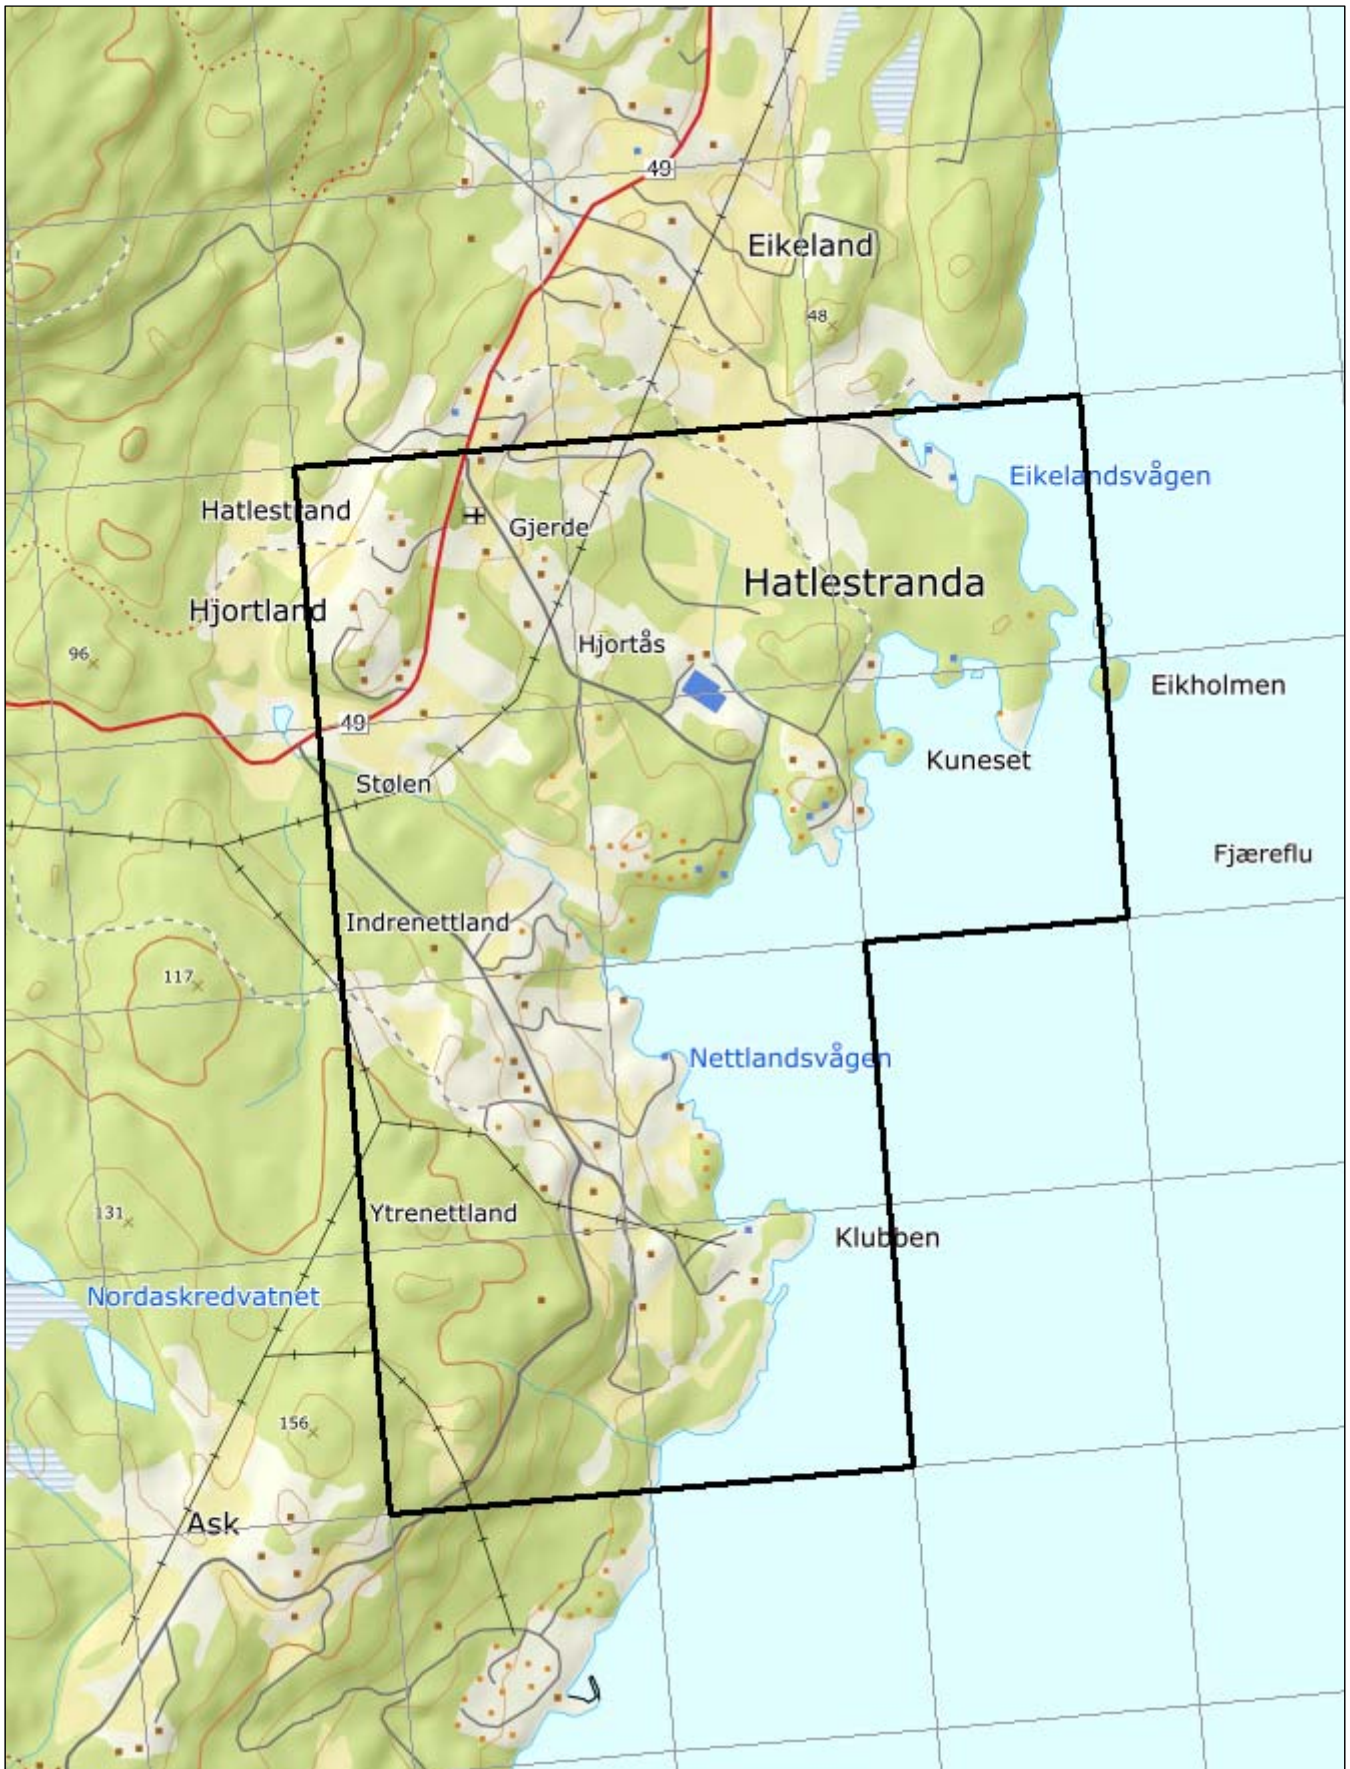 49
Eikeland
48
Eikelandsvågen
Hatlestrand
Gjerde
Hatlestranda
Hjortland
Hjortås
96
Eikholmen
49
Kuneset
Stølen
Fjæreflu
Indrenettland
117
Nettlandsvågen
131
Ytrenettland
Klubben
Nordaskredvatnet
156
Ask